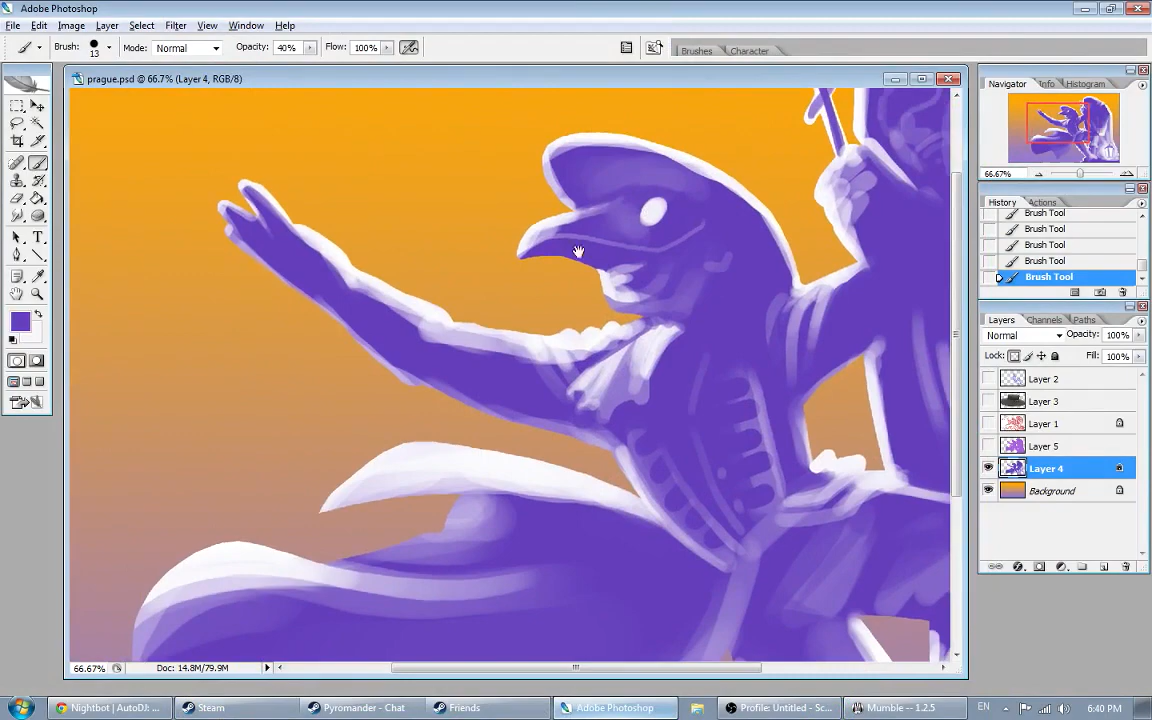 Adobe Photoshop
File Edit Image Layer Select Filter View Window Help
Brush: 13 Mode: Normal Opacity: 40% Flow: 100% Brushes Character
prague.psd @ 66.7% (Layer 4, RGB/8)
Navigator Info Histogram
66.67%
History Actions
Brush Tool
Brush Tool
Brush Tool
Brush Tool
Brush Tool
Layers Channels Paths
Normal Opacity: 100%
Lock: Fill: 100%
Layer 2
Layer 3
Layer 1
Layer 5
Layer 4
Background
66.67% Doc: 14.8M/79.9M
Nightbot | AutoDJ: ... Steam Pyromander - Chat Friends Adobe Photoshop Profile: Untitled - Sc... Mumble -- 1.2.5 EN 6:40 PM